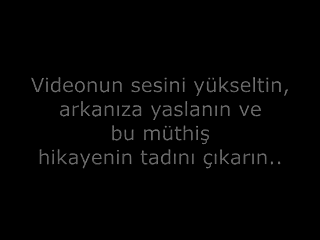 Videonun sesini yükseltin,
arkanıza yaslanın ve
bu müthiş
hikayenin tadını çıkarın..